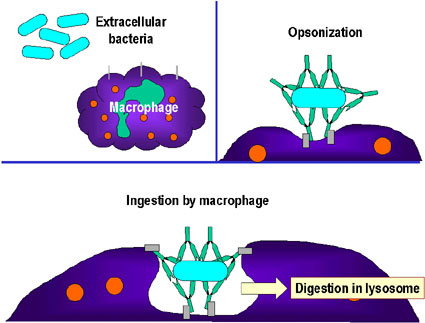 Extracellular
bacteria
Macrophage
Opsonization
Ingestion by macrophage
Digestion in lysosome